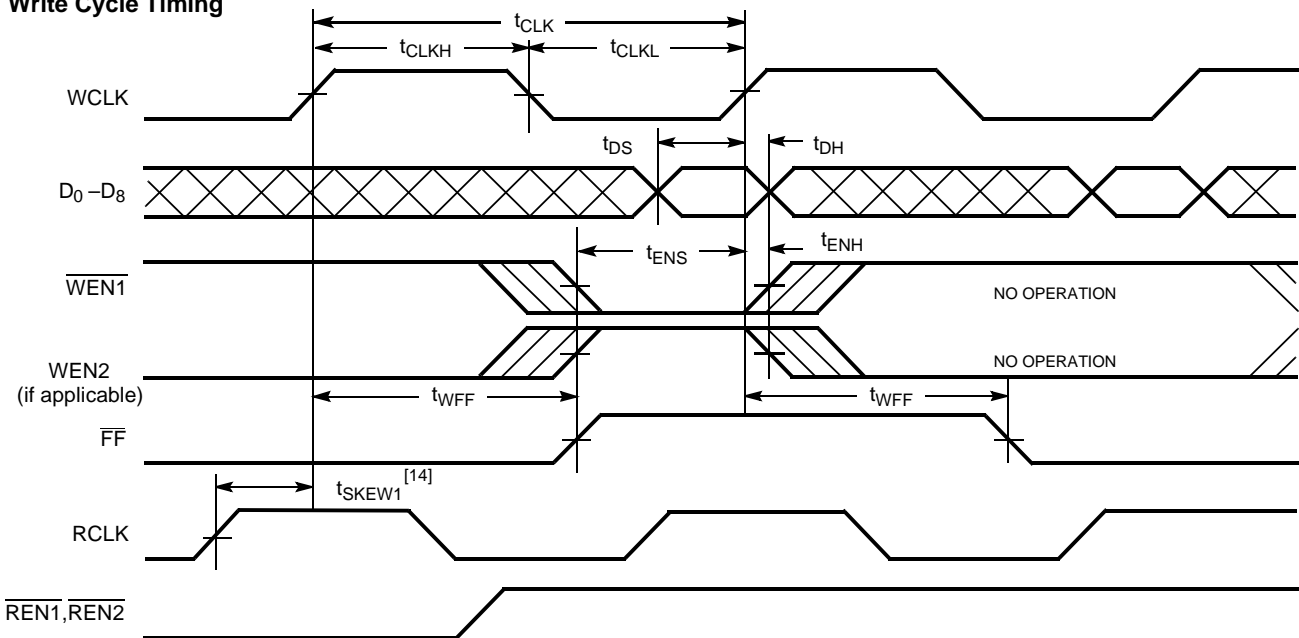 Write Cycle Timing
tCLK
tCLKH
tCLKL
WCLK
tDS
tDH
D0 –D8
tENS
tENH
WEN1
NO OPERATION
WEN2
(if applicable)
NO OPERATION
tWFF
tWFF
FF
tSKEW1[14]
RCLK
REN1,REN2